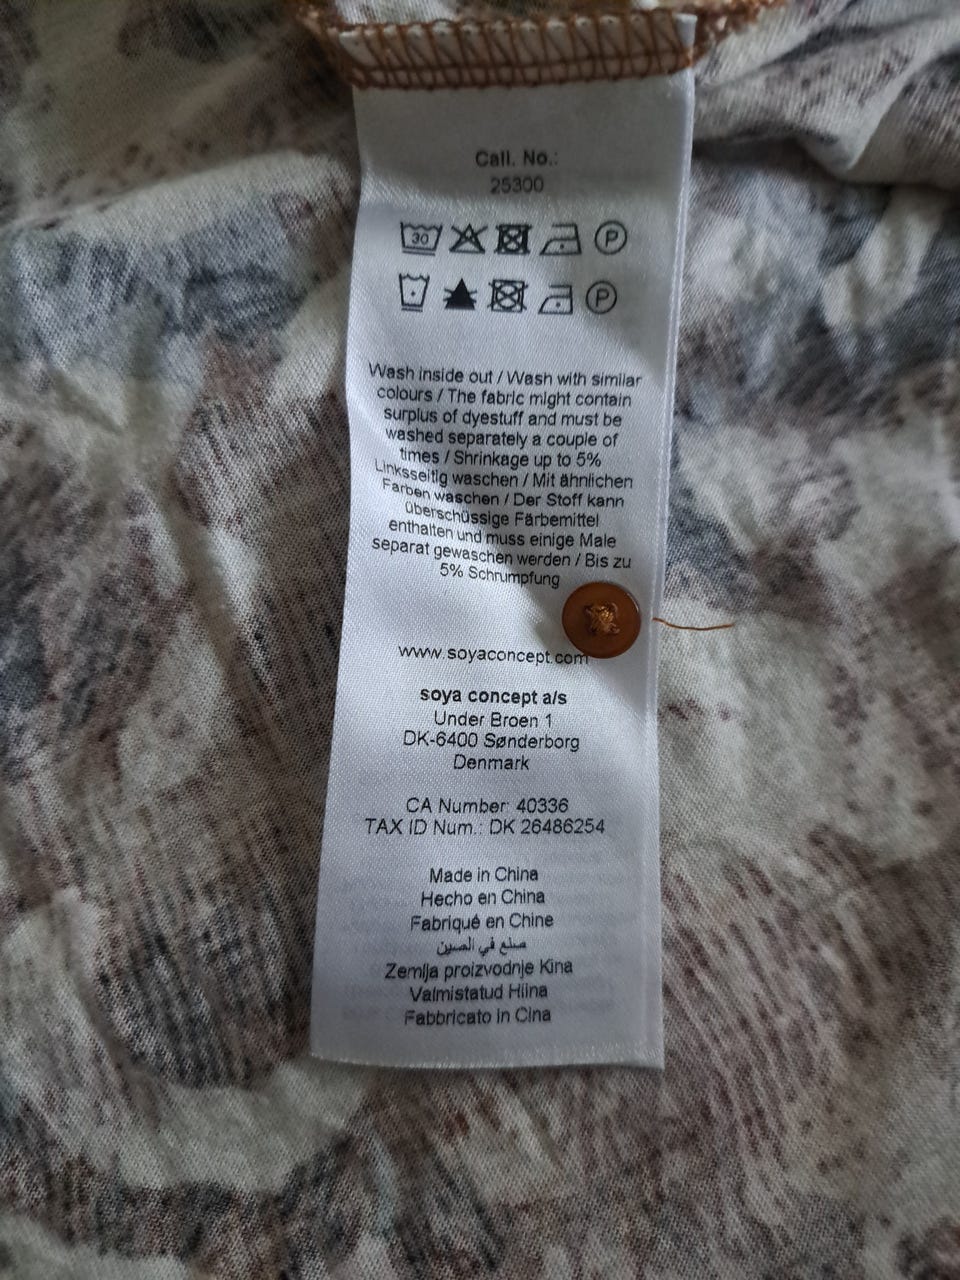 Call. No.:
25300
30 P
P
Wash inside out / Wash with similar
colours / The fabric might contain
surplus of dyestuff and must be
washed separately a couple of
times / Shrinkage up to 5%
Linksseitig waschen / Mit ähnlichen
Farben waschen / Der Stoff kann
überschüssige Färbemittel
enthalten und muss einige Male
separat gewaschen werden / Bis zu
5% Schrumpfung
www.soyaconcept.com
soya concept a/s
Under Broen 1
DK-6400 Sønderborg
Denmark
CA Number: 40336
TAX ID Num.: DK 26486254
Made in China
Hecho en China
Fabriqué en Chine
صنع في الصين
Zemlja proizvodnje Kina
Valmistatud Hiina
Fabbricato in Cina